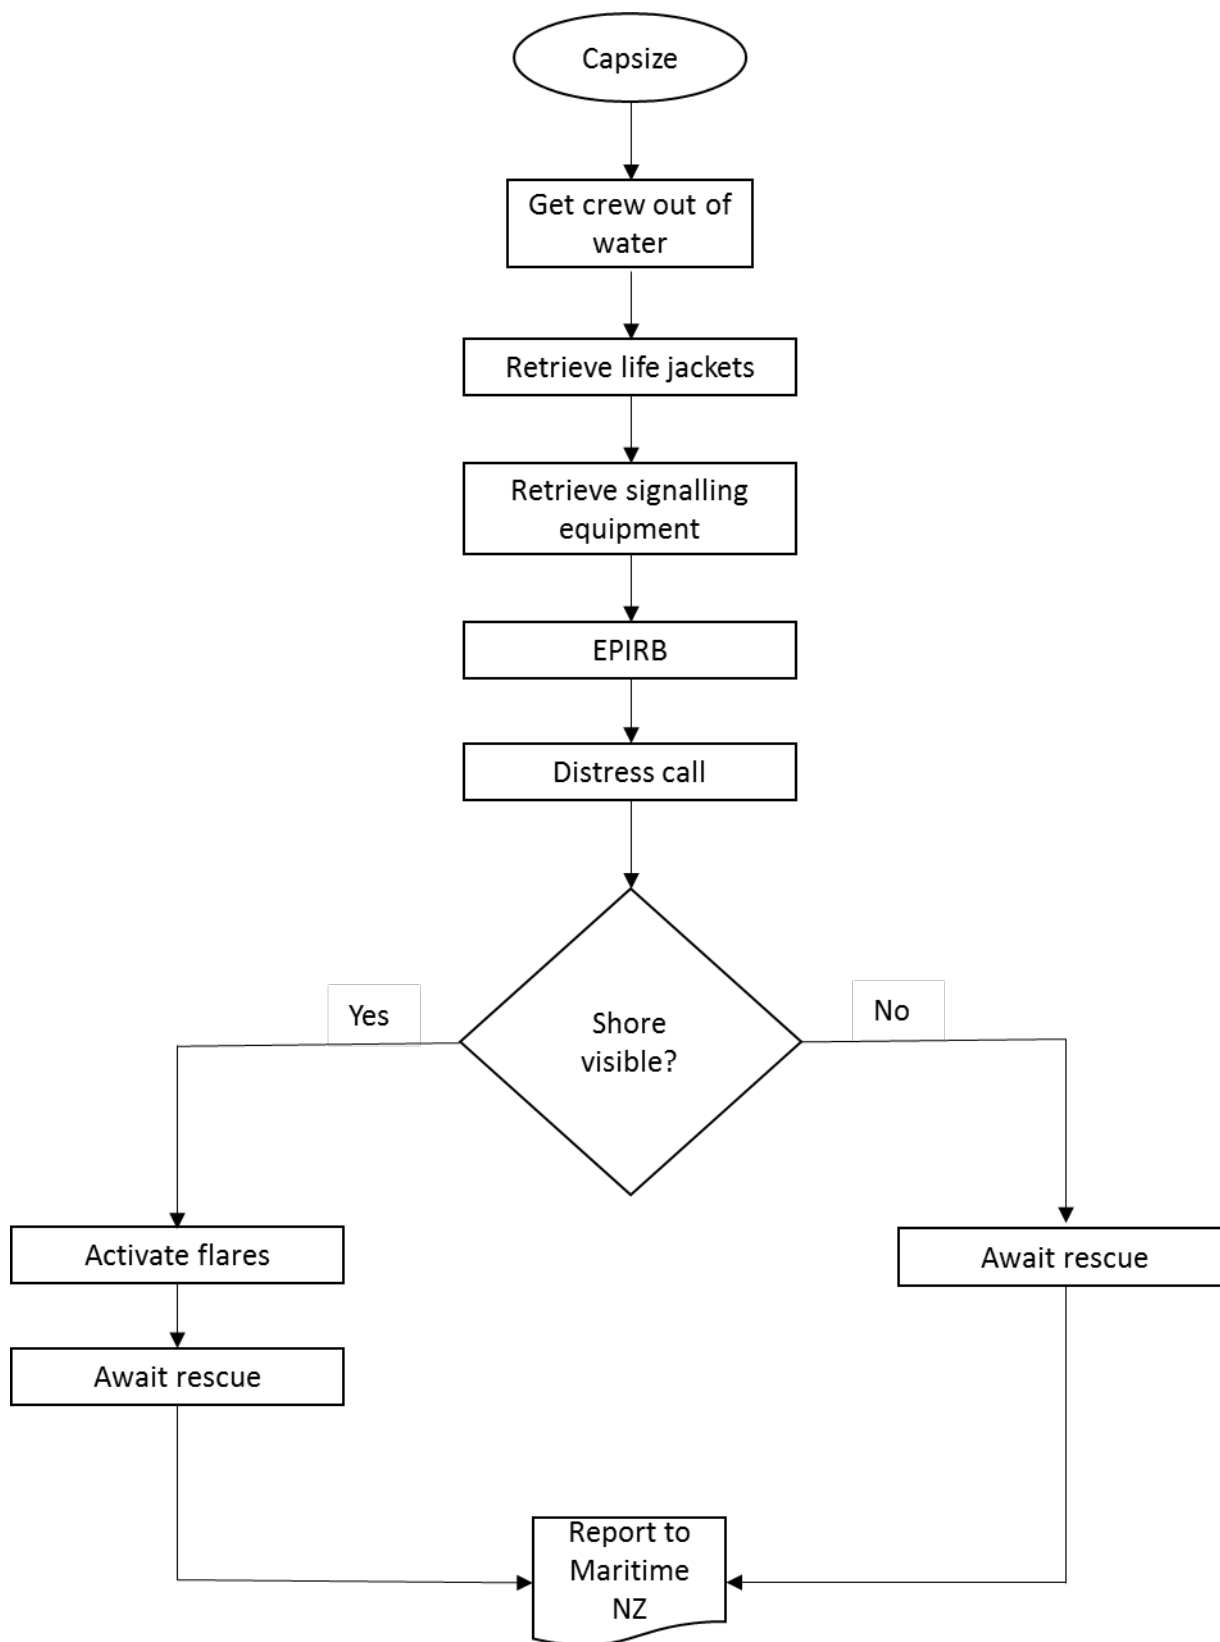 Capsize
Get crew out of
water
Retrieve life jackets
Retrieve signalling
equipment
EPIRB
Distress call
Shore
visible?
Yes
No
Activate flares
Await rescue
Await rescue
Report to
Maritime
NZ